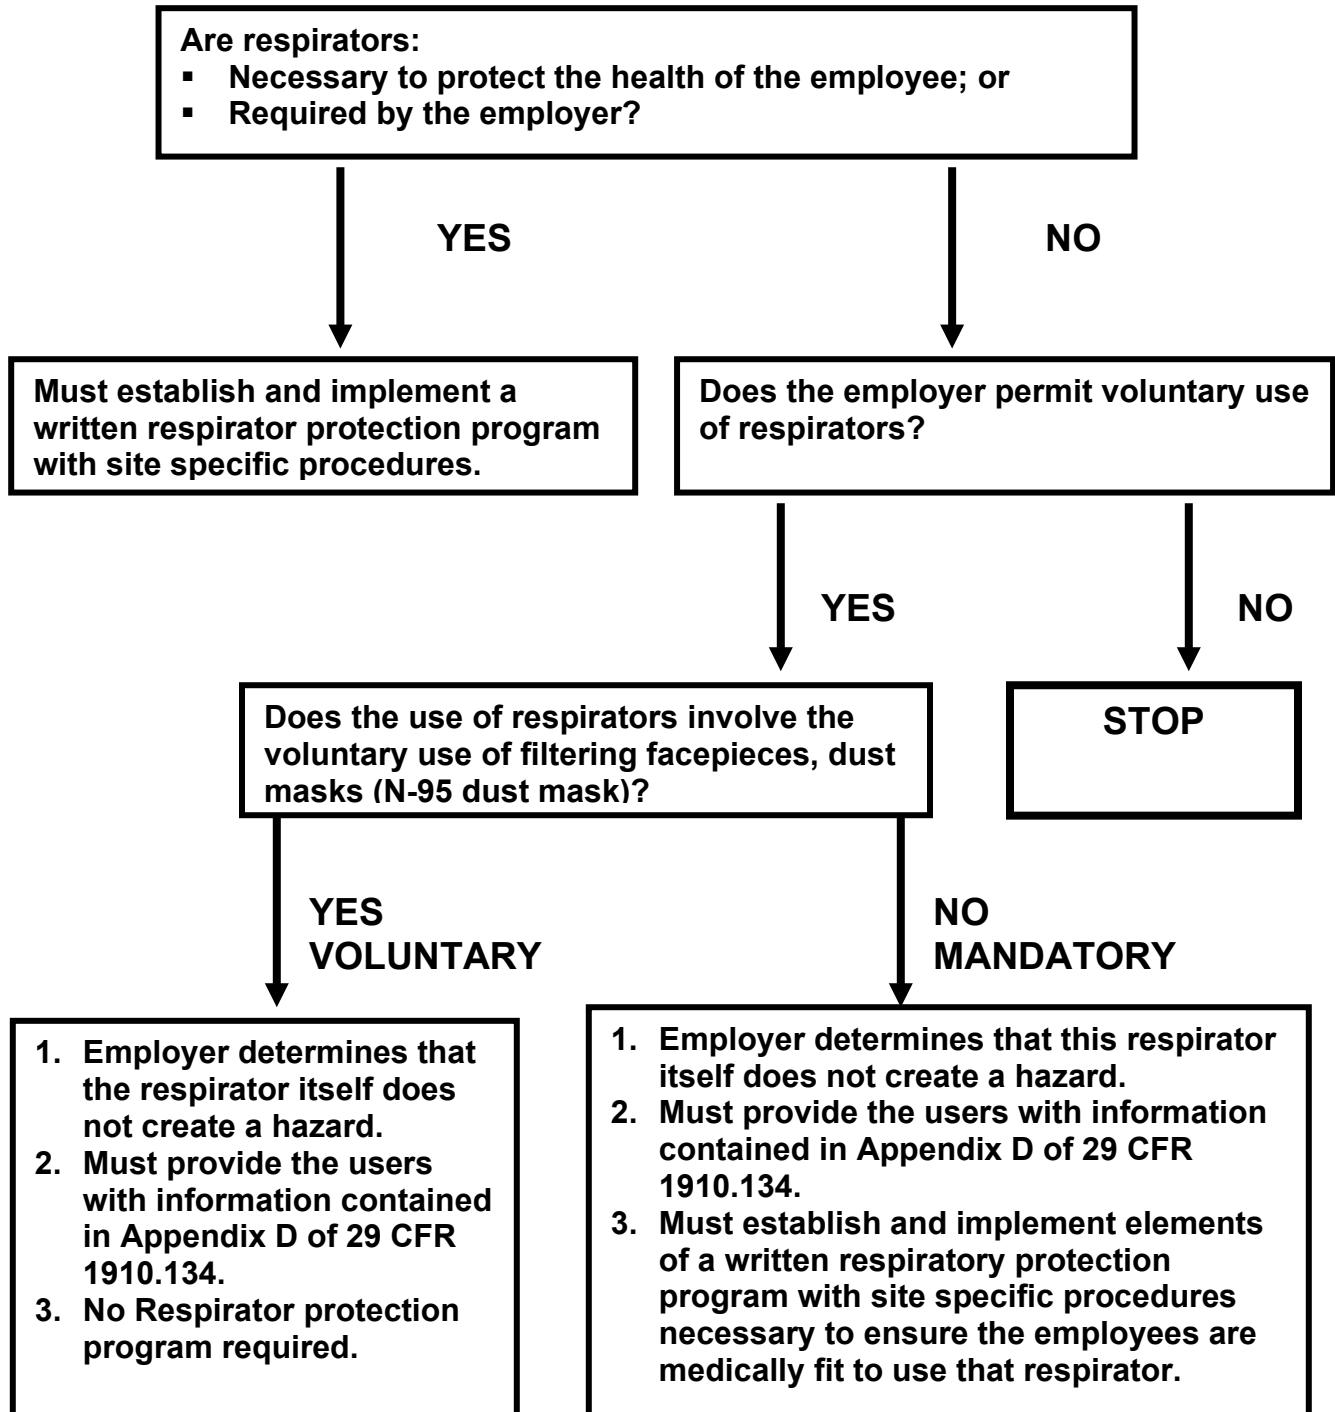 Are respirators:
▪ Necessary to protect the health of the employee; or
▪ Required by the employer?
YES
NO
Must establish and implement a
written respirator protection program
with site specific procedures.
Does the employer permit voluntary use
of respirators?
YES
NO
Does the use of respirators involve the
voluntary use of filtering facepieces, dust
masks (N-95 dust mask)?
STOP
YES
VOLUNTARY
NO
MANDATORY
1. Employer determines that
the respirator itself does
not create a hazard.
2. Must provide the users
with information contained
in Appendix D of 29 CFR
1910.134.
3. No Respirator protection
program required.
1. Employer determines that this respirator
itself does not create a hazard.
2. Must provide the users with information
contained in Appendix D of 29 CFR
1910.134.
3. Must establish and implement elements
of a written respiratory protection
program with site specific procedures
necessary to ensure the employees are
medically fit to use that respirator.